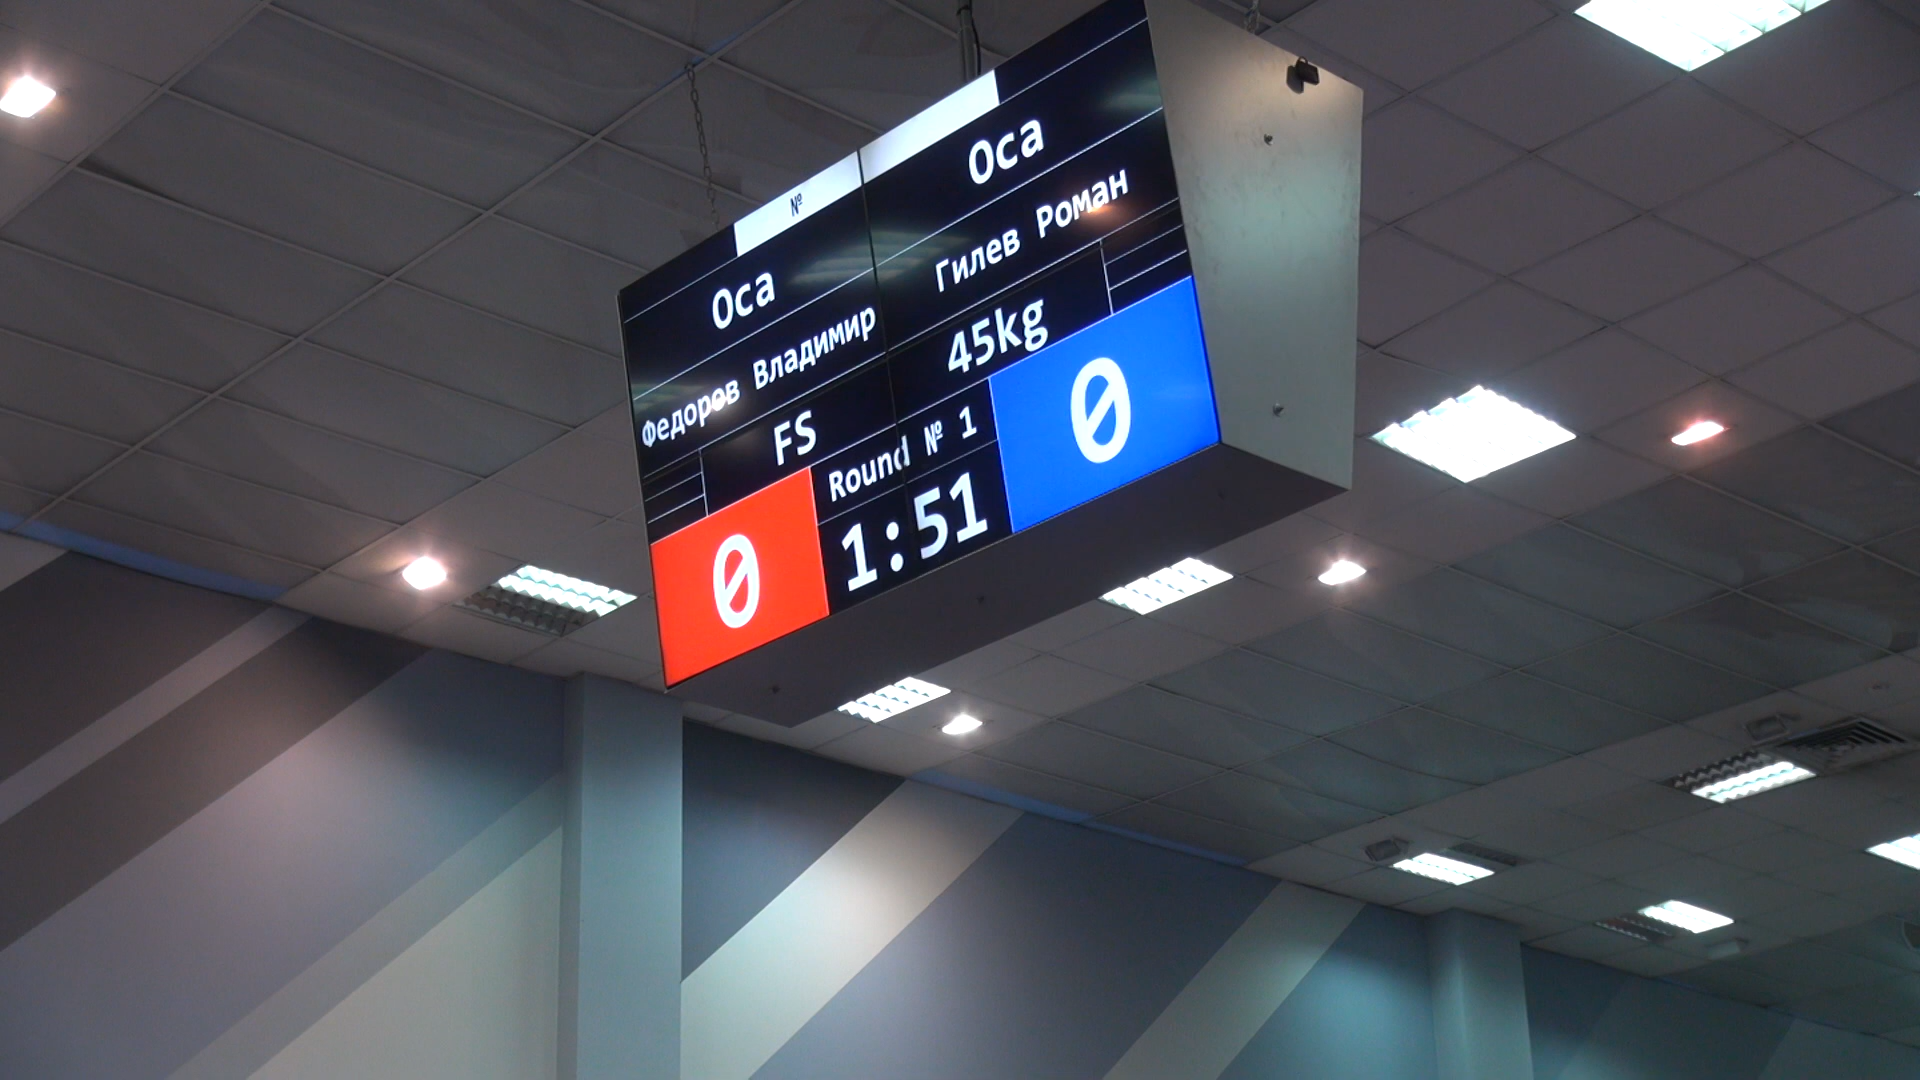 №
Оса
Оса
Федоров Владимир
Гилев Роман
FS
45kg
Round № 1
0
1:51
0